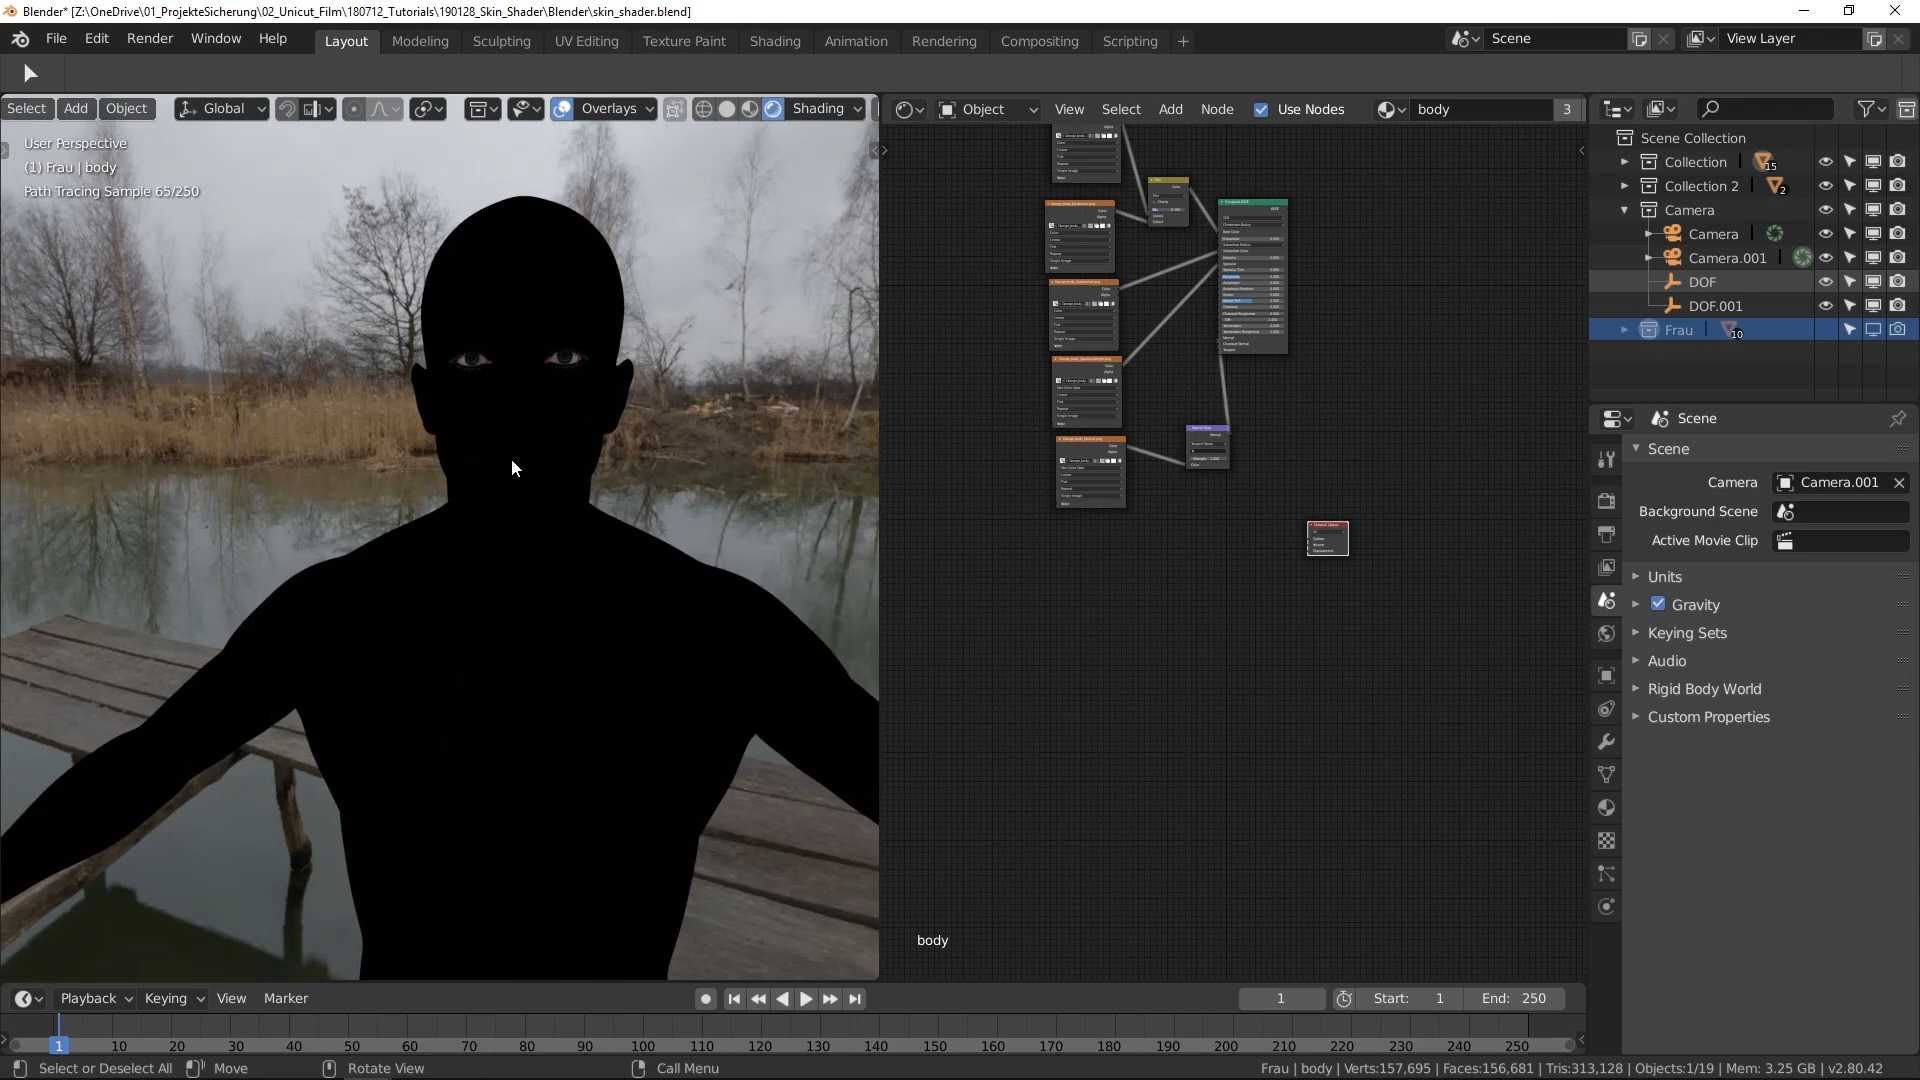 Blender* [Z:\OneDrive\01_ProjekteSicherung\02_Unicut_Film\180712_Tutorials\190128_Skin_Shader\Blender\skin_shader.blend]
File Edit Render Window Help
Layout Modeling Sculpting UV Editing Texture Paint Shading Animation Rendering Compositing Scripting +
Scene
View Layer
Select Add Object Global Overlays Shading
Object View Select Add Node Use Nodes body 3
User Perspective
(1) Frau | body
Path Tracing Sample 65/250
body
Scene Collection
Collection 15
Collection 2 2
Camera
Camera
Camera.001
DOF
DOF.001
Frau 10
Scene
Scene
Camera Camera.001
Background Scene
Active Movie Clip
Units
Gravity
Keying Sets
Audio
Rigid Body World
Custom Properties
Playback Keying View Marker
1 Start: 1 End: 250
1 10 20 30 40 50 60 70 80 90 100 110 120 130 140 150 160 170 180 190 200 210 220 230 240 250
Select or Deselect All Move Rotate View Call Menu
Frau | body | Verts:157,695 | Faces:156,681 | Tris:313,128 | Objects:1/19 | Mem: 3.25 GB | v2.80.42